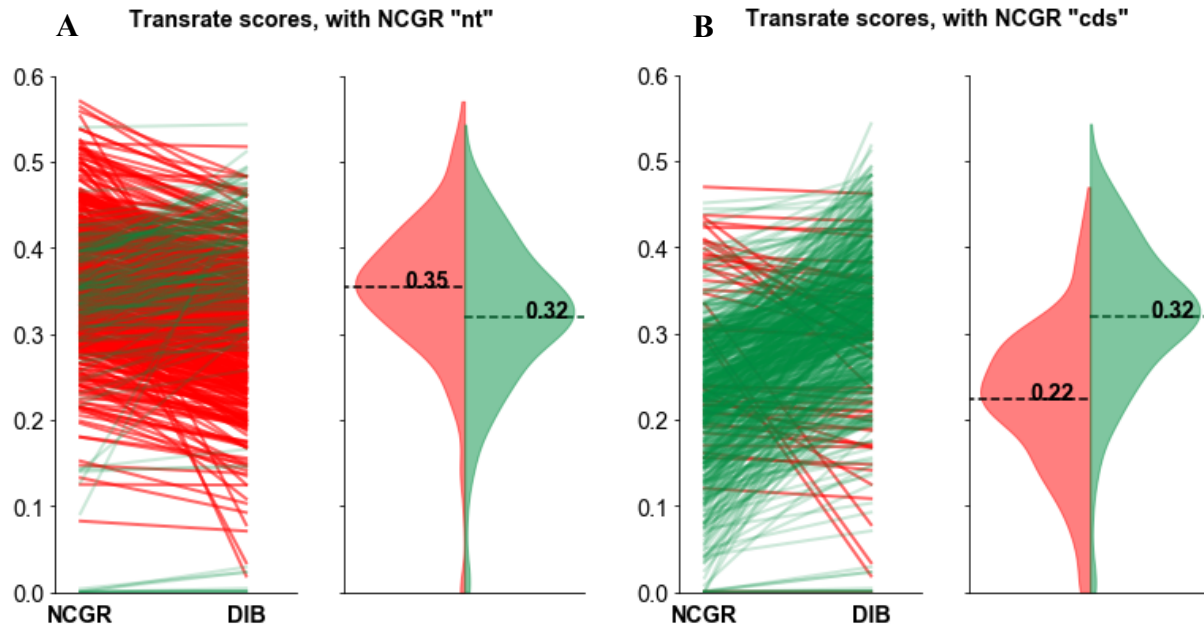 A
Transrate scores, with NCGR "nt"
0.6
0.5
0.4
0.3
0.2
0.1
0.0
NCGR
DIB
0.35
0.32
B
Transrate scores, with NCGR "cds"
0.6
0.5
0.4
0.3
0.2
0.1
0.0
NCGR
DIB
0.32
0.22